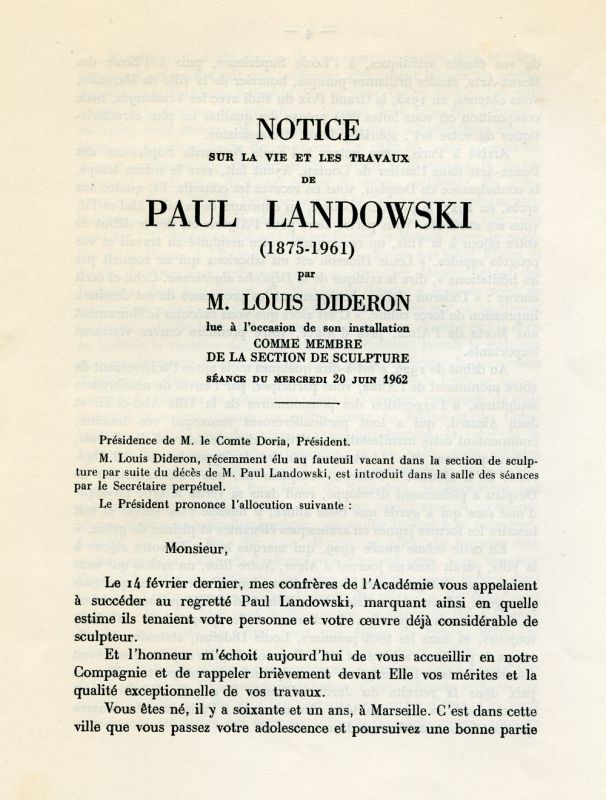 NOTICE
SUR LA VIE ET LES TRAVAUX
DE
PAUL LANDOWSKI
(1875-1961)
par
M. LOUIS DIDERON
lue à l'occasion de son installation
COMME MEMBRE
DE LA SECTION DE SCULPTURE
SÉANCE DU MERCREDI 20 JUIN 1962
Présidence de M. le Comte Doria, Président.
M. Louis Dideron, récemment élu au fauteuil vacant dans la section de sculp-
ture par suite du décès de M. Paul Landowski, est introduit dans la salle des séances
par le Secrétaire perpétuel.
Le Président prononce l'allocution suivante :
Monsieur,
Le 14 février dernier, mes confrères de l'Académie vous appelaient
à succéder au regretté Paul Landowski, marquant ainsi en quelle
estime ils tenaient votre personne et votre œuvre déjà considérable de
sculpteur.
Et l'honneur m'échoit aujourd'hui de vous accueillir en notre
Compagnie et de rappeler brièvement devant Elle vos mérites et la
qualité exceptionnelle de vos travaux.
Vous êtes né, il y a soixante et un ans, à Marseille. C'est dans cette
ville que vous passez votre adolescence et poursuivez une bonne partie